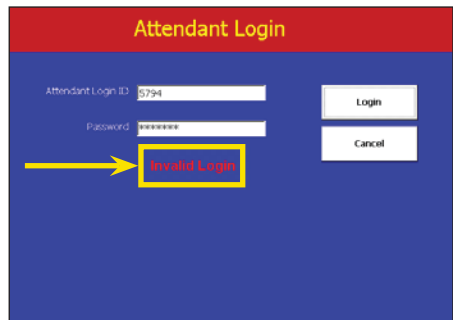 Attendant Login
Attendant Login ID 5794
Login
Password *******
Cancel
Invalid Login